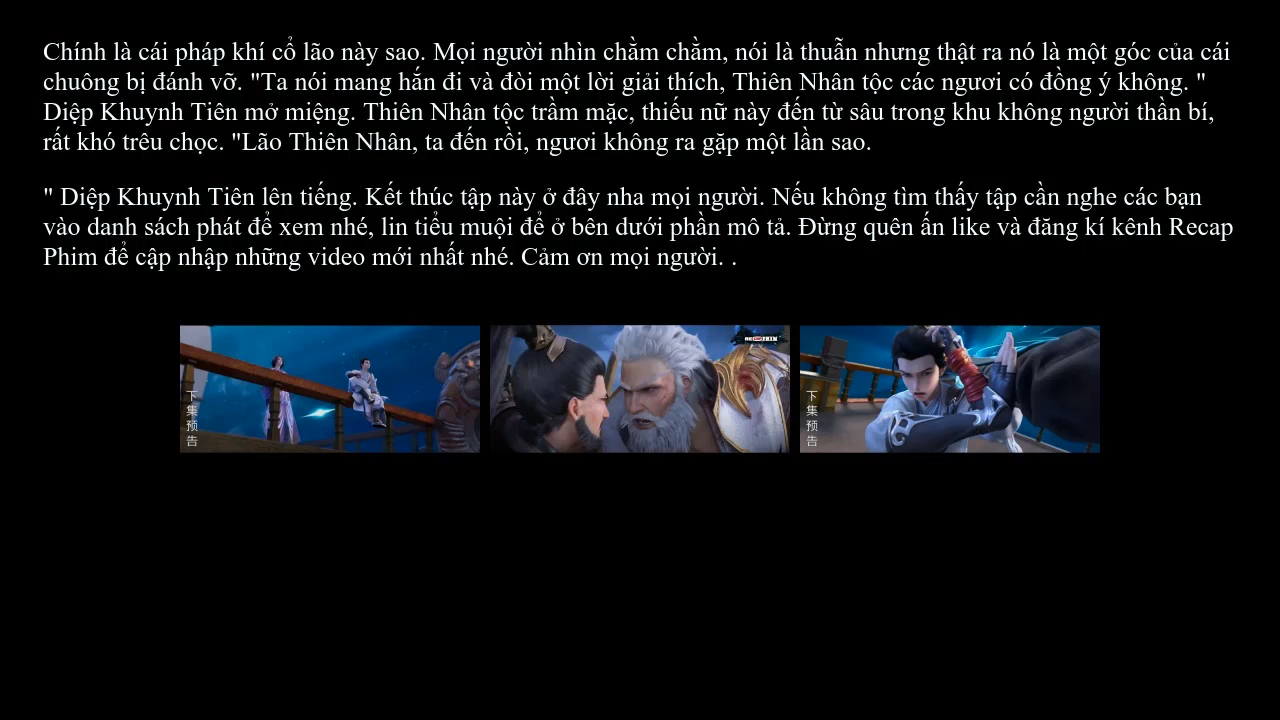 Chính là cái pháp khí cổ lão này sao. Mọi người nhìn chằm chằm, nói là thuẫn nhưng thật ra nó là một góc của cái
chuông bị đánh vỡ. "Ta nói mang hắn đi và đòi một lời giải thích, Thiên Nhân tộc các ngươi có đồng ý không. "
Diệp Khuynh Tiên mở miệng. Thiên Nhân tộc trầm mặc, thiếu nữ này đến từ sâu trong khu không người thần bí,
rất khó trêu chọc. "Lão Thiên Nhân, ta đến rồi, ngươi không ra gặp một lần sao.
" Diệp Khuynh Tiên lên tiếng. Kết thúc tập này ở đây nha mọi người. Nếu không tìm thấy tập cần nghe các bạn
vào danh sách phát để xem nhé, lin tiểu muội để ở bên dưới phần mô tả. Đừng quên ấn like và đăng kí kênh Recap
Phim để cập nhập những video mới nhất nhé. Cảm ơn mọi người. .
下集预告
下集预告